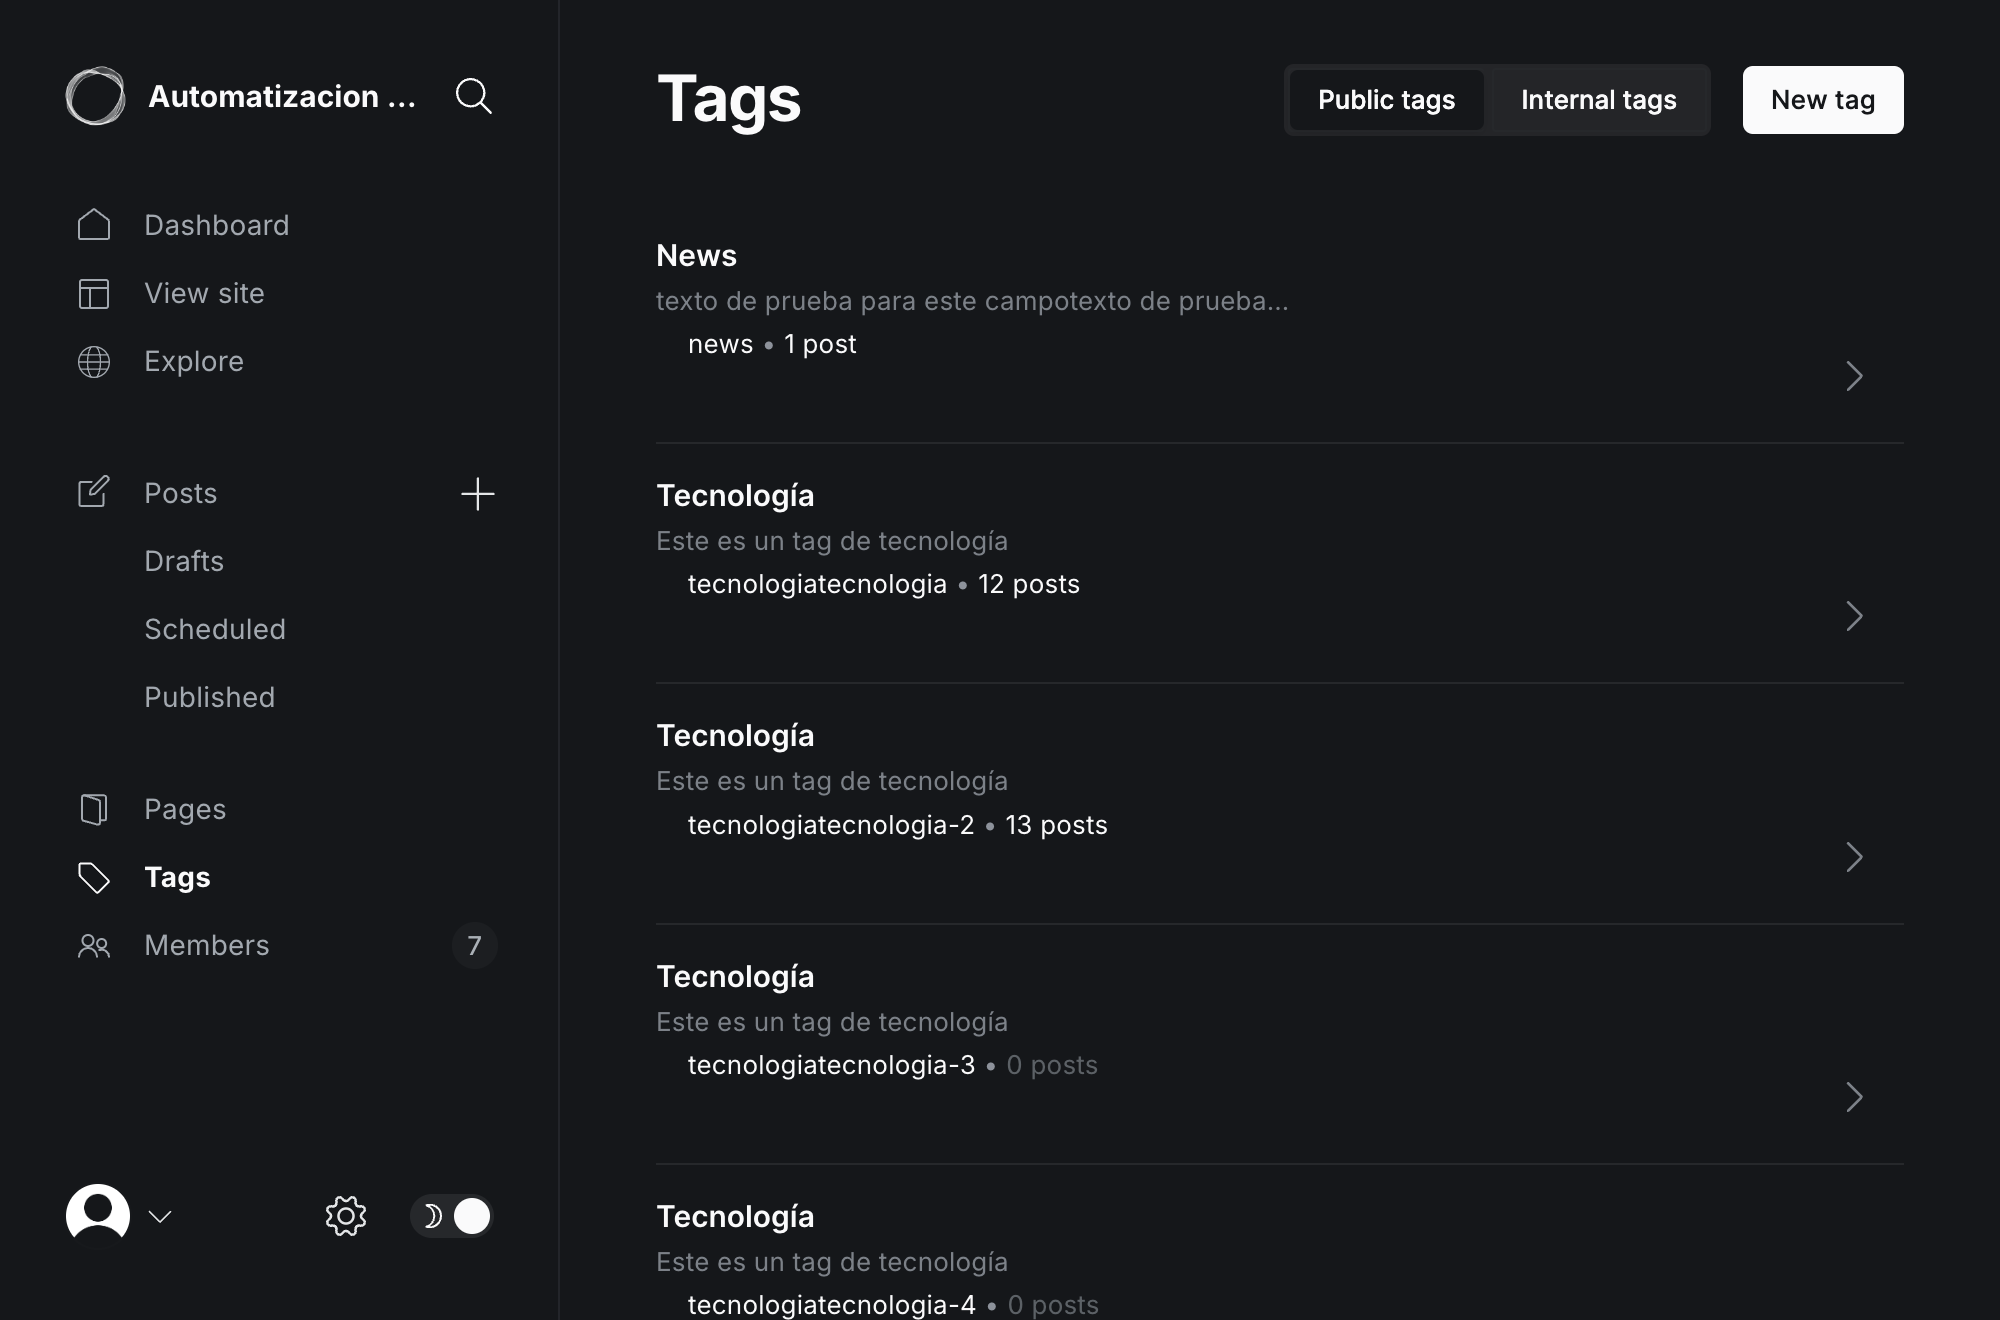 Automatizacion ...
Dashboard
View site
Explore
Posts
Drafts
Scheduled
Published
Pages
Tags
Members 7
Tags
Public tags
Internal tags
New tag
News
texto de prueba para este campotexto de prueba...
news • 1 post
Tecnología
Este es un tag de tecnología
tecnologiatecnologia • 12 posts
Tecnología
Este es un tag de tecnología
tecnologiatecnologia-2 • 13 posts
Tecnología
Este es un tag de tecnología
tecnologiatecnologia-3 • 0 posts
Tecnología
Este es un tag de tecnología
tecnologiatecnologia-4 • 0 posts